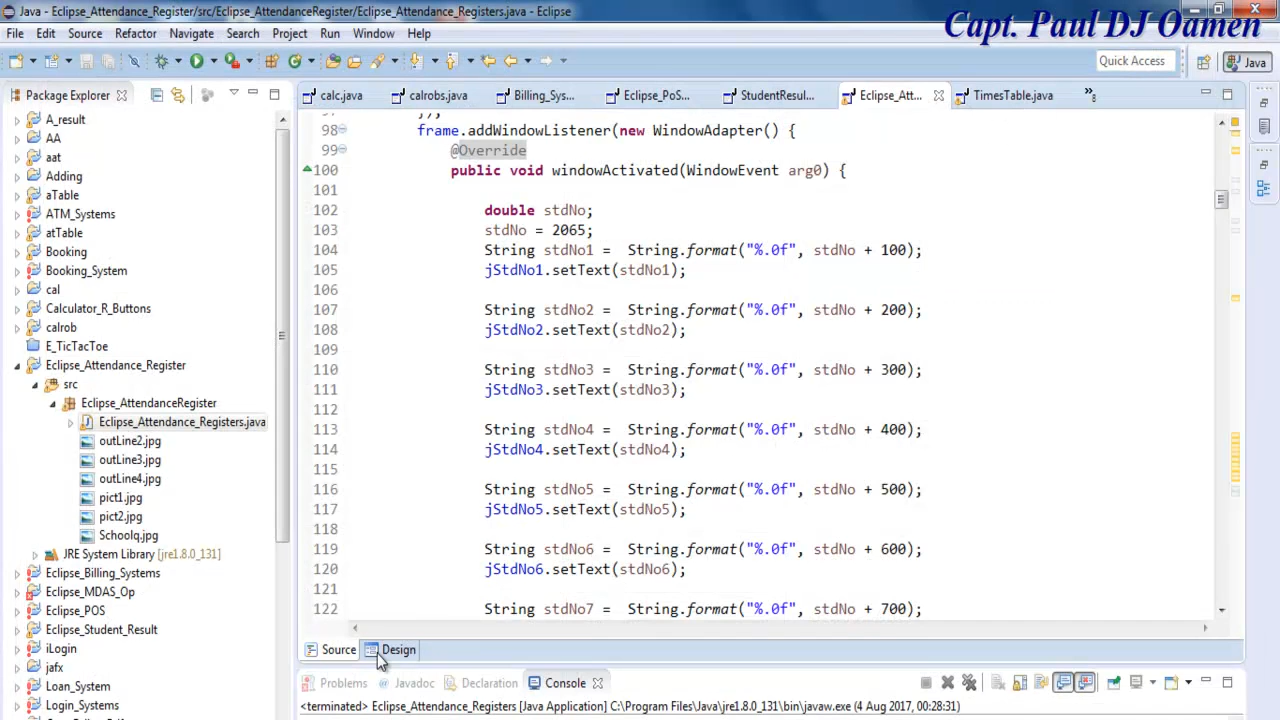 Java - Eclipse_Attendance_Register/src/Eclipse_AttendanceRegister/Eclipse_Attendance_Registers.java - Eclipse
Capt. Paul DJ Oamen
File Edit Source Refactor Navigate Search Project Run Window Help
Quick Access
Java
Package Explorer
calc.java
calrobs.java
Billing_Sys...
Eclipse_PoS...
StudentResul...
Eclipse_Att...
TimesTable.java
»8
A_result
AA
aat
Adding
aTable
ATM_Systems
atTable
Booking
Booking_System
cal
Calculator_R_Buttons
calrob
E_TicTacToe
Eclipse_Attendance_Register
src
Eclipse_AttendanceRegister
Eclipse_Attendance_Registers.java
outLine2.jpg
outLine3.jpg
outLine4.jpg
pict1.jpg
pict2.jpg
Schoolq.jpg
JRE System Library [jre1.8.0_131]
Eclipse_Billing_Systems
Eclipse_MDAS_Op
Eclipse_POS
Eclipse_Student_Result
iLogin
jafx
Loan_System
Login_Systems
});
98 frame.addWindowListener(new WindowAdapter() {
99 @Override
100 public void windowActivated(WindowEvent arg0) {
101
102 double stdNo;
103 stdNo = 2065;
104 String stdNo1 = String.format("%.0f", stdNo + 100);
105 jStdNo1.setText(stdNo1);
106
107 String stdNo2 = String.format("%.0f", stdNo + 200);
108 jStdNo2.setText(stdNo2);
109
110 String stdNo3 = String.format("%.0f", stdNo + 300);
111 jStdNo3.setText(stdNo3);
112
113 String stdNo4 = String.format("%.0f", stdNo + 400);
114 jStdNo4.setText(stdNo4);
115
116 String stdNo5 = String.format("%.0f", stdNo + 500);
117 jStdNo5.setText(stdNo5);
118
119 String stdNo6 = String.format("%.0f", stdNo + 600);
120 jStdNo6.setText(stdNo6);
121
122 String stdNo7 = String.format("%.0f", stdNo + 700);
Source Design
Problems Javadoc Declaration Console
<terminated> Eclipse_Attendance_Registers [Java Application] C:\Program Files\Java\jre1.8.0_131\bin\javaw.exe (4 Aug 2017, 00:28:31)